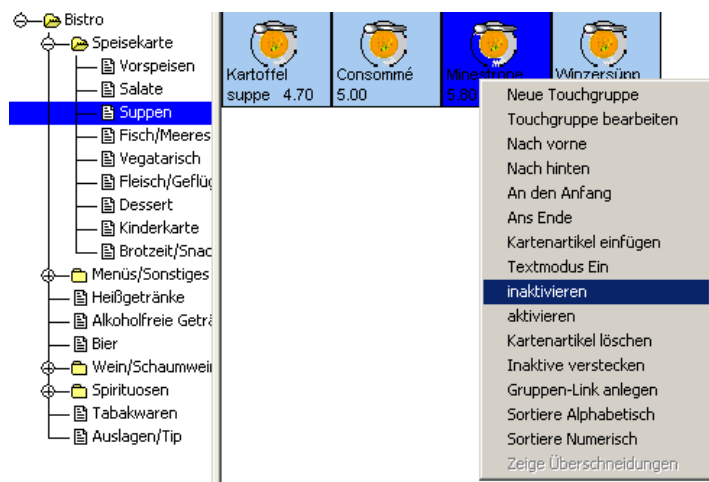 Bistro
Speisekarte
Vorspeisen
Salate
Suppen
Fisch/Meeres
Vegatarisch
Fleisch/Geflüg
Dessert
Kinderkarte
Brotzeit/Snac
Menüs/Sonstiges
Heißgetränke
Alkoholfreie Geträ
Bier
Wein/Schaumwei
Spirituosen
Tabakwaren
Auslagen/Tip
Kartoffel
suppe 4.70
Consommé
5.00
Minestrone
5.80
Winzersüpp
Neue Touchgruppe
Touchgruppe bearbeiten
Nach vorne
Nach hinten
An den Anfang
Ans Ende
Kartenartikel einfügen
Textmodus Ein
inaktivieren
aktivieren
Kartenartikel löschen
Inaktive verstecken
Gruppen-Link anlegen
Sortiere Alphabetisch
Sortiere Numerisch
Zeige Überschneidungen